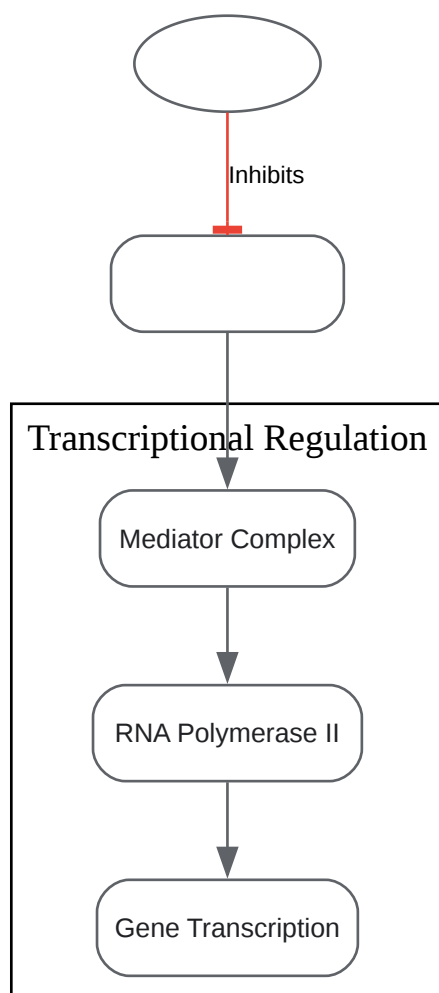 Inhibits
Transcriptional Regulation
Mediator Complex
RNA Polymerase II
Gene Transcription